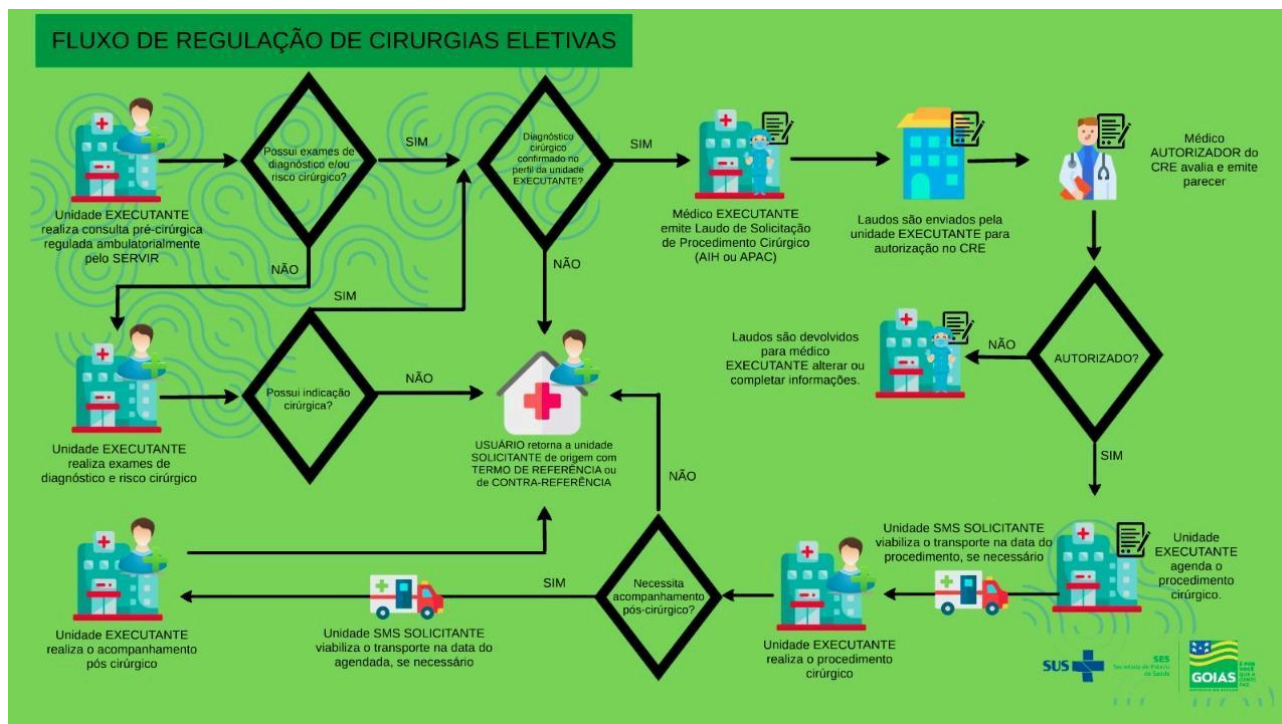 FLUXO DE REGULAÇÃO DE CIRURGIAS ELETIVAS
Unidade EXECUTANTE
realiza consulta pré-cirúrgica
regulada ambulatorialmente
pelo SERVIR
Possui exames de
diagnóstico e/ou
risco cirúrgico?
SIM
NÃO
Diagnóstico
cirúrgico
confirmado no
perfil da unidade
EXECUTANTE?
SIM
NÃO
Médico EXECUTANTE
emite Laudo de Solicitação
de Procedimento Cirúrgico
(AIH ou APAC)
Laudos são enviados pela
unidade EXECUTANTE para
autorização no CRE
Médico
AUTORIZADOR do
CRE avalia e emite
parecer
Unidade EXECUTANTE
realiza exames de
diagnóstico e risco cirúrgico
Possui indicação
cirúrgica?
SIM
NÃO
USUÁRIO retorna a unidade
SOLICITANTE de origem com
TERMO DE REFERÊNCIA ou
de CONTRA-REFERÊNCIA
Laudos são devolvidos
para médico
EXECUTANTE alterar ou
completar informações.
NÃO
AUTORIZADO?
SIM
Unidade EXECUTANTE
realiza o acompanhamento
pós cirúrgico
Unidade SMS SOLICITANTE
viabiliza o transporte na data do
agendada, se necessário
SIM
Necessita
acompanhamento
pós-cirúrgico?
NÃO
Unidade EXECUTANTE
realiza o procedimento
cirúrgico
Unidade SMS SOLICITANTE
viabiliza o transporte na data do
procedimento, se necessário
Unidade
EXECUTANTE
agenda o
procedimento
cirúrgico.
SUS
SES
Secretaria de Estado
da Saúde
GOIÁS